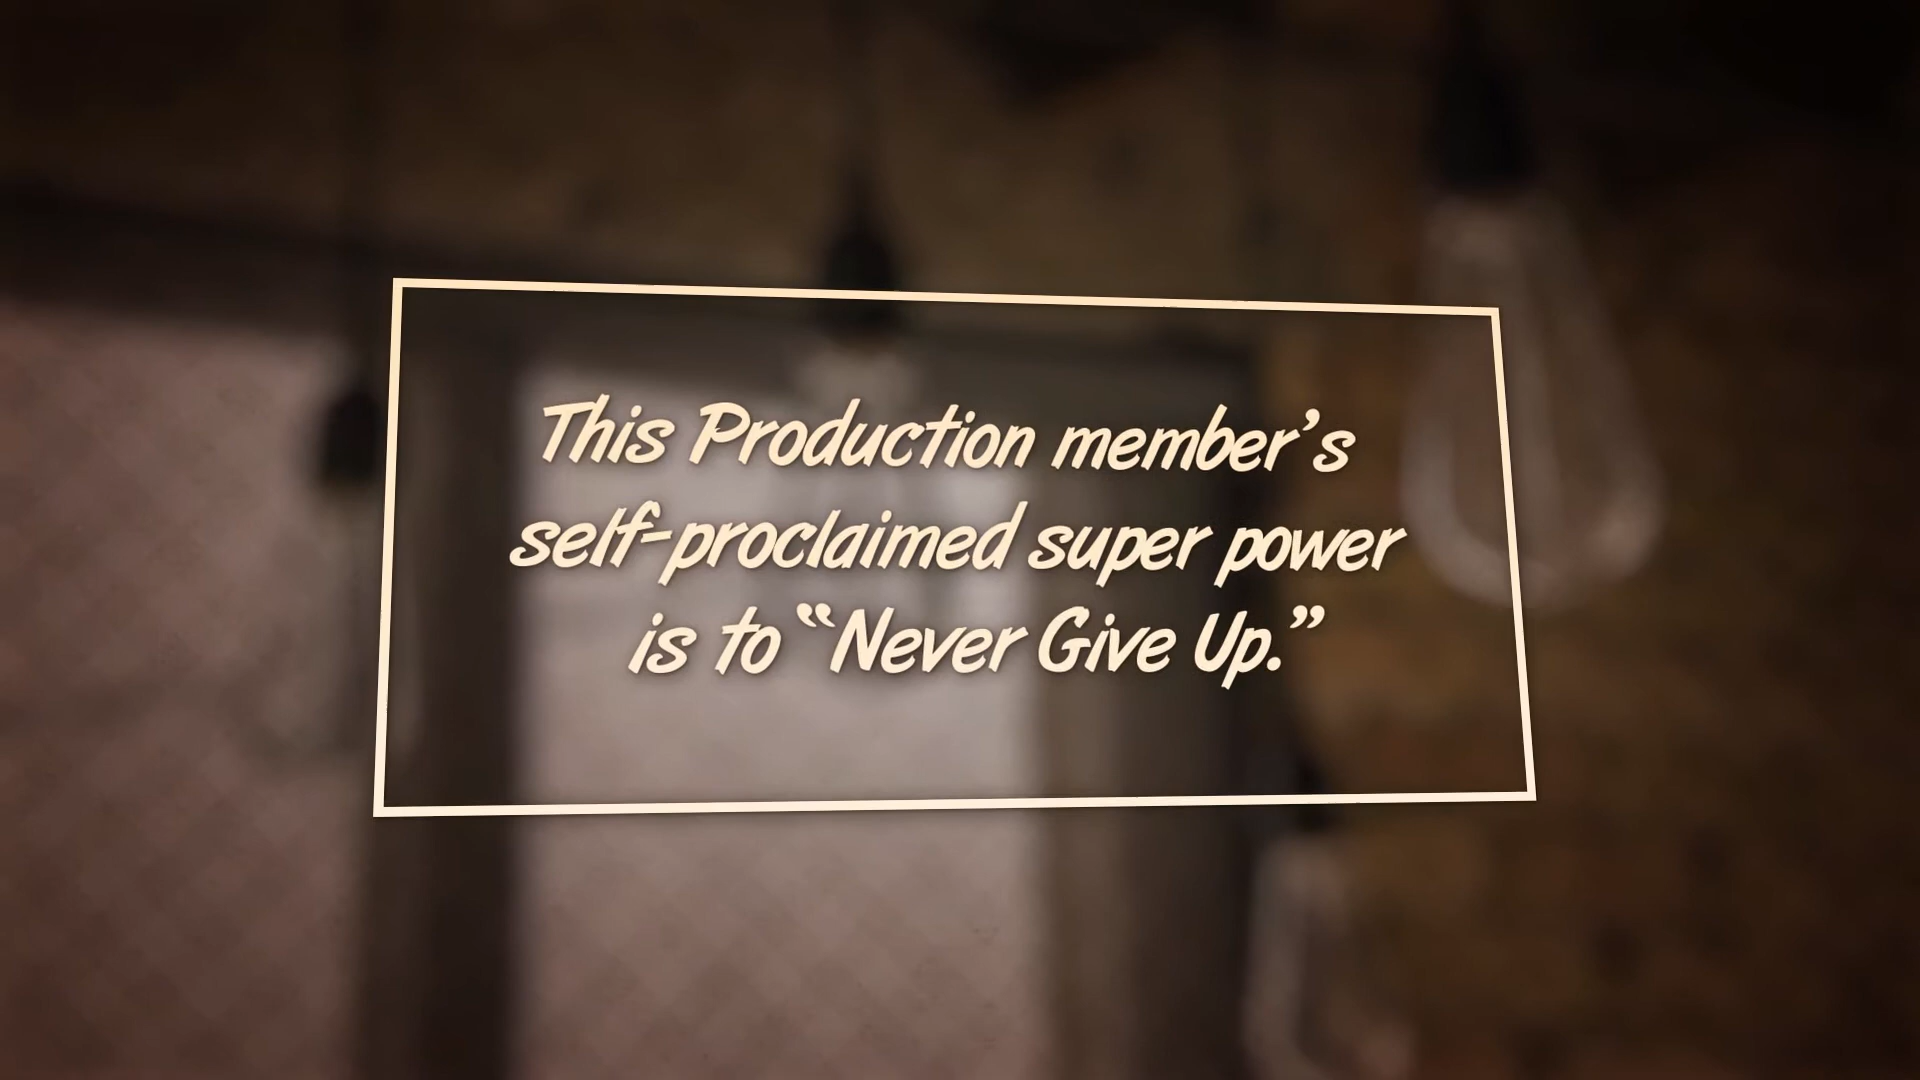 This Production member’s
self-proclaimed super power
is to “Never Give Up.”